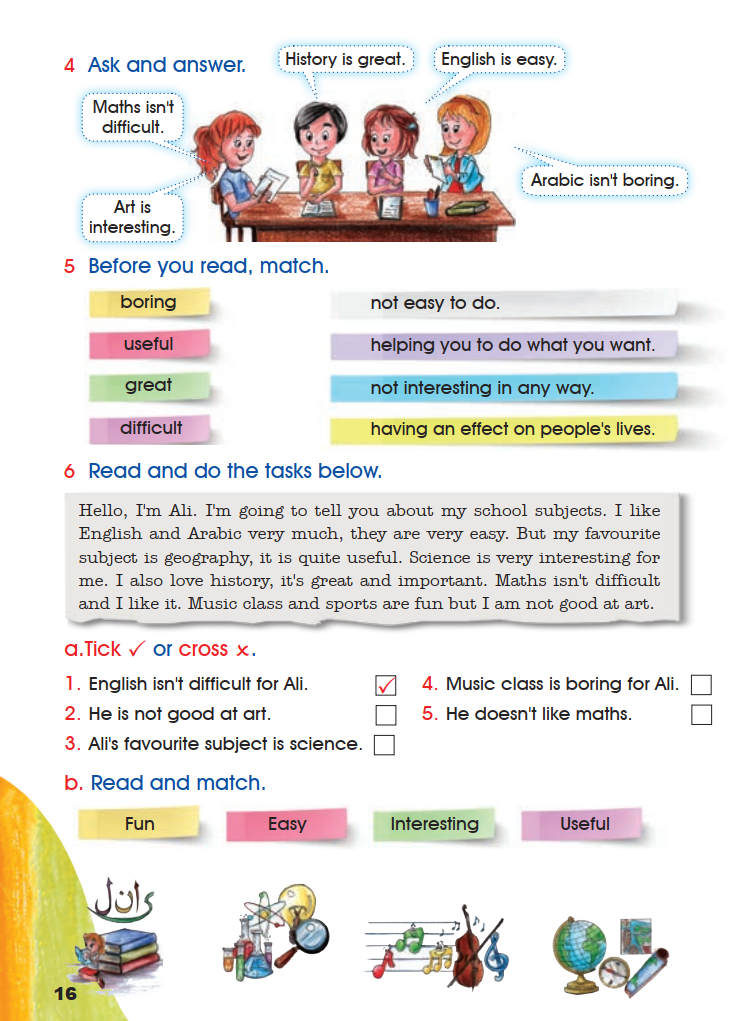 4 Ask and answer.
History is great.
English is easy.
Maths isn't
difficult.
Arabic isn't boring.
Art is
interesting.
5 Before you read, match.
boring
not easy to do.
useful
helping you to do what you want.
great
not interesting in any way.
difficult
having an effect on people's lives.
6 Read and do the tasks below.
Hello, I'm Ali. I'm going to tell you about my school subjects. I like
English and Arabic very much, they are very easy. But my favourite
subject is geography, it is quite useful. Science is very interesting for
me. I also love history, it's great and important. Maths isn't difficult
and I like it. Music class and sports are fun but I am not good at art.
a.Tick ✓ or cross ×.
1. English isn't difficult for Ali. ✓
4. Music class is boring for Ali.
2. He is not good at art.
5. He doesn't like maths.
3. Ali's favourite subject is science.
b. Read and match.
Fun
Easy
Interesting
Useful
16